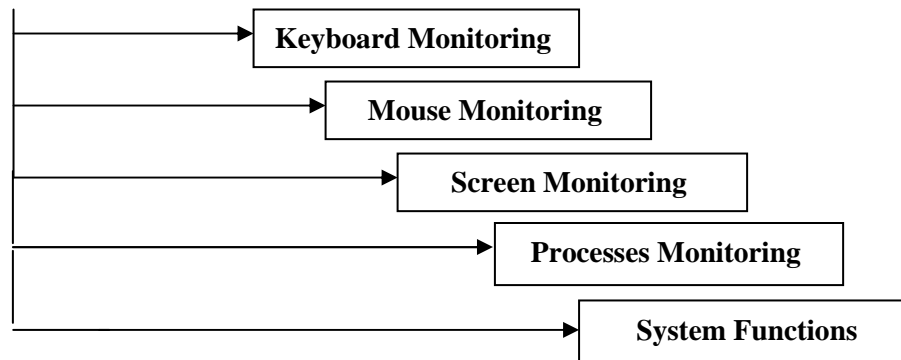 Keyboard Monitoring
Mouse Monitoring
Screen Monitoring
Processes Monitoring
System Functions